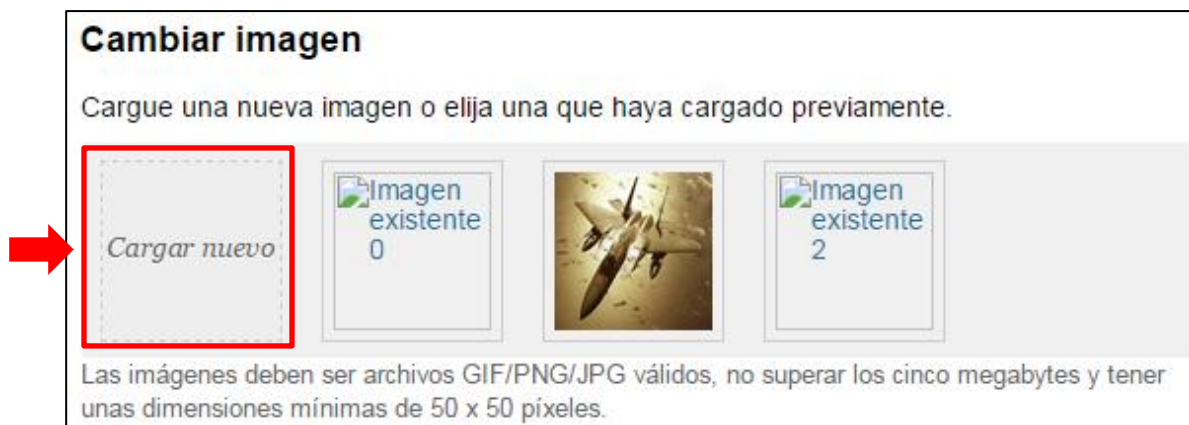 Cambiar imagen
Cargue una nueva imagen o elija una que haya cargado previamente.
Cargar nuevo
Imagen
existente
0
Imagen
existente
2
Las imágenes deben ser archivos GIF/PNG/JPG válidos, no superar los cinco megabytes y tener
unas dimensiones mínimas de 50 x 50 píxeles.